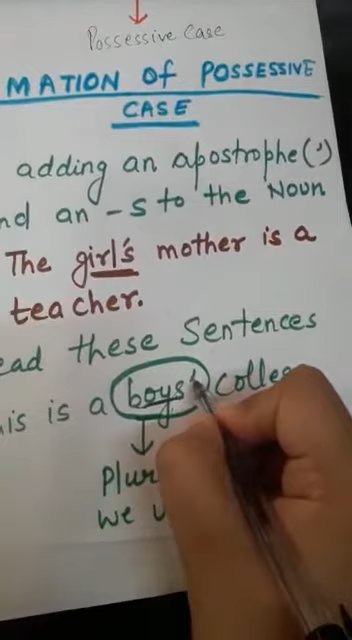 Possessive Case
MATION of POSSESSIVE
CASE
adding an apostrophe(')
nd an -s to the Noun
The girl's mother is a
teacher.
ead these Sentences
is is a boys' colle
Plur
we u